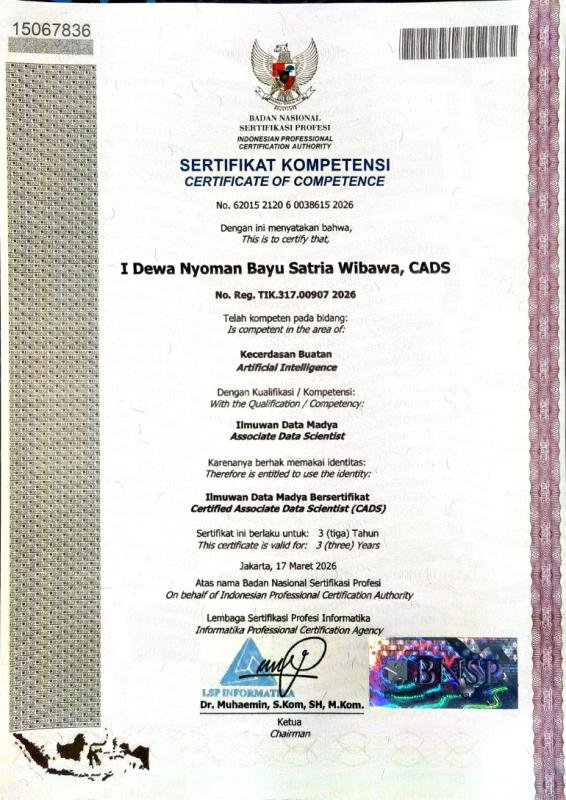 15067836
BADAN NASIONAL
SERTIFIKASI PROFESI
INDONESIAN PROFESSIONAL
CERTIFICATION AUTHORITY
SERTIFIKAT KOMPETENSI
CERTIFICATE OF COMPETENCE
No. 62015 2120 6 0038615 2026
Dengan ini menyatakan bahwa,
This is to certify that,
I Dewa Nyoman Bayu Satria Wibawa, CADS
No. Reg. TIK.317.00907 2026
Telah kompeten pada bidang:
Is competent in the area of:
Kecerdasan Buatan
Artificial Intelligence
Dengan Kualifikasi / Kompetensi:
With the Qualification / Competency:
Ilmuwan Data Madya
Associate Data Scientist
Karenanya berhak memakai identitas:
Therefore is entitled to use the identity:
Ilmuwan Data Madya Bersertifikat
Certified Associate Data Scientist (CADS)
Sertifikat ini berlaku untuk: 3 (tiga) Tahun
This certificate is valid for: 3 (three) Years
Jakarta, 17 Maret 2026
Atas nama Badan Nasional Sertifikasi Profesi
On behalf of Indonesian Professional Certification Authority
Lembaga Sertifikasi Profesi Informatika
Informatika Professional Certification Agency
LSP INFORMATIKA
BNSP
Dr. Muhaemin, S.Kom, SH, M.Kom.
Ketua
Chairman